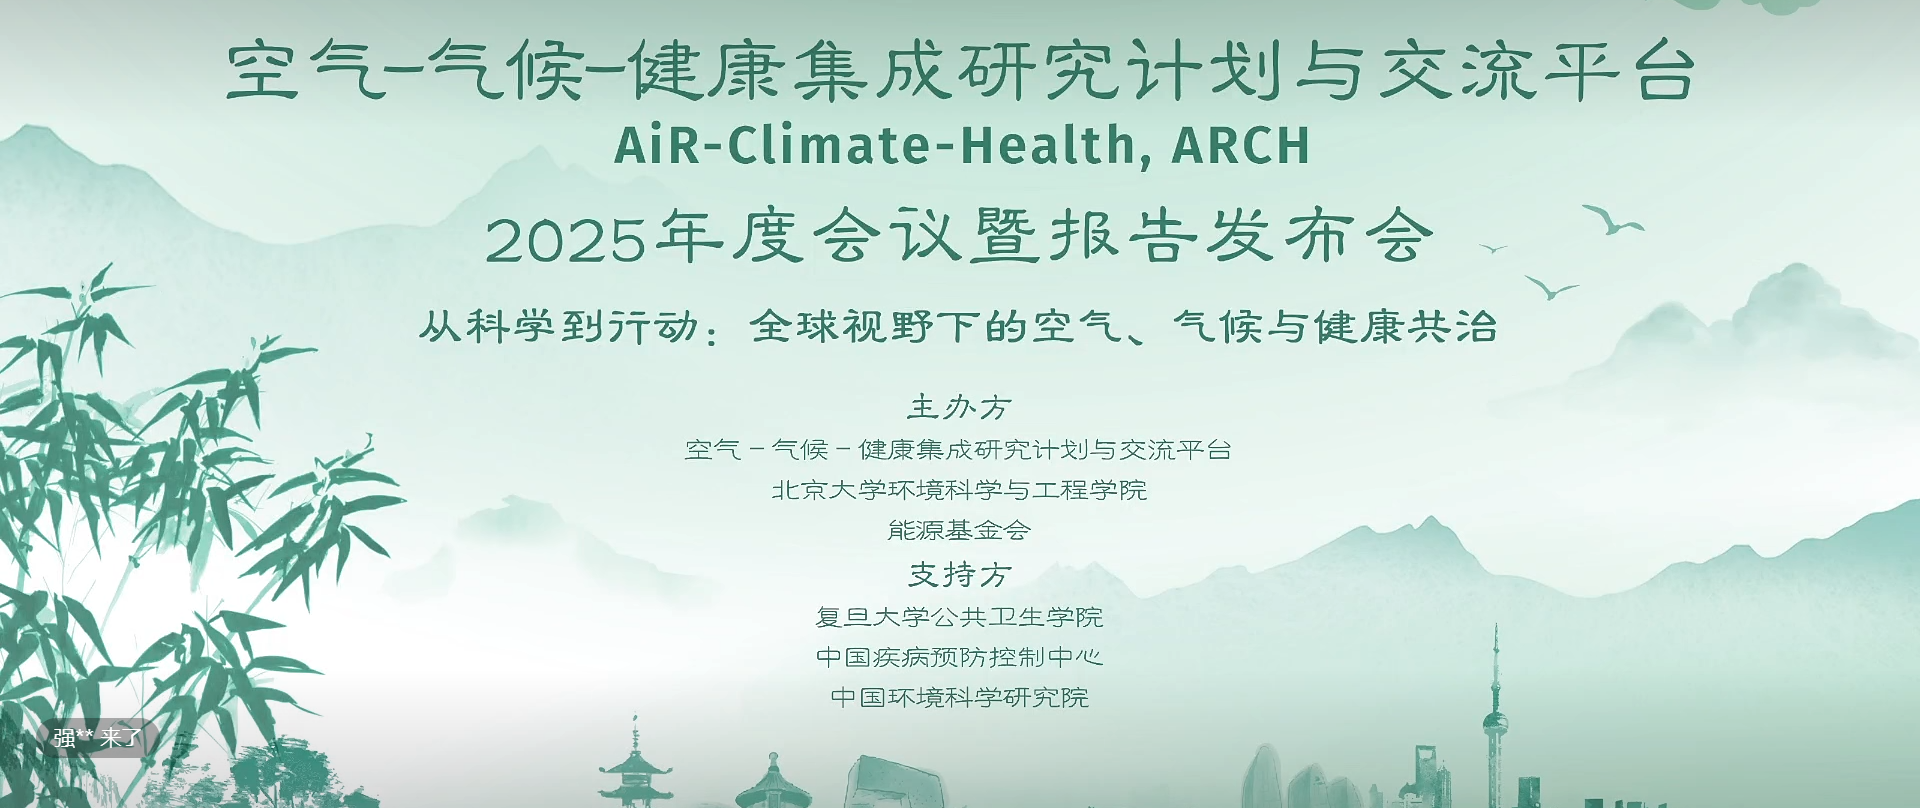 空气-气候-健康集成研究计划与交流平台
AiR-Climate-Health, ARCH
2025年度会议暨报告发布会
从科学到行动：全球视野下的空气、气候与健康共治
主办方
空气-气候-健康集成研究计划与交流平台
北京大学环境科学与工程学院
能源基金会
支持方
复旦大学公共卫生学院
中国疾病预防控制中心
中国环境科学研究院
强** 来了